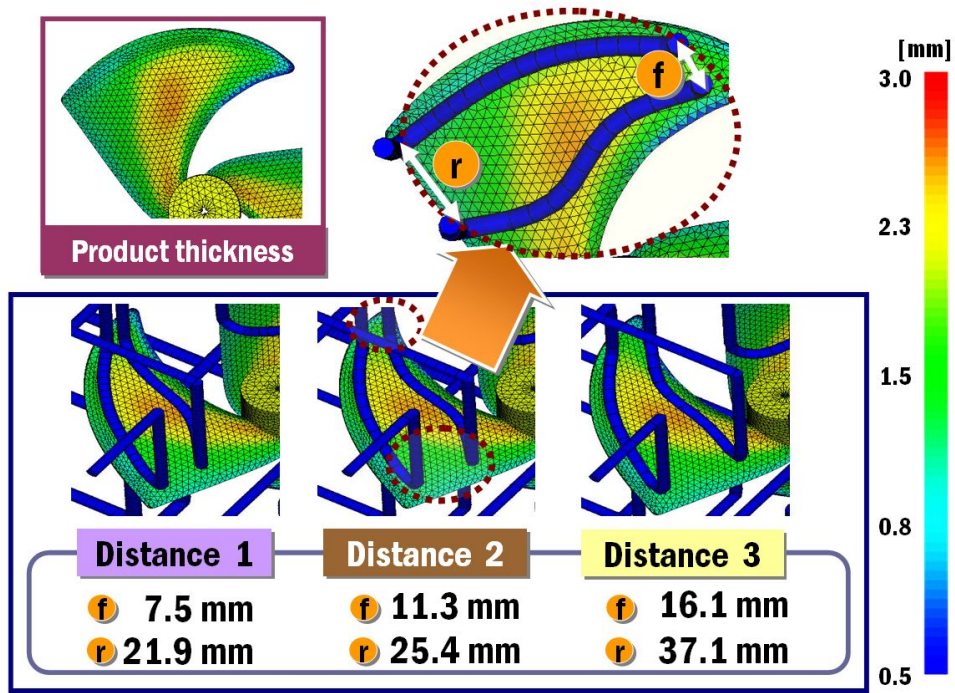 [mm]
3.0
2.3
1.5
0.8
0.5
Product thickness
f
r
Distance 1
f 7.5 mm
r 21.9 mm
Distance 2
f 11.3 mm
r 25.4 mm
Distance 3
f 16.1 mm
r 37.1 mm